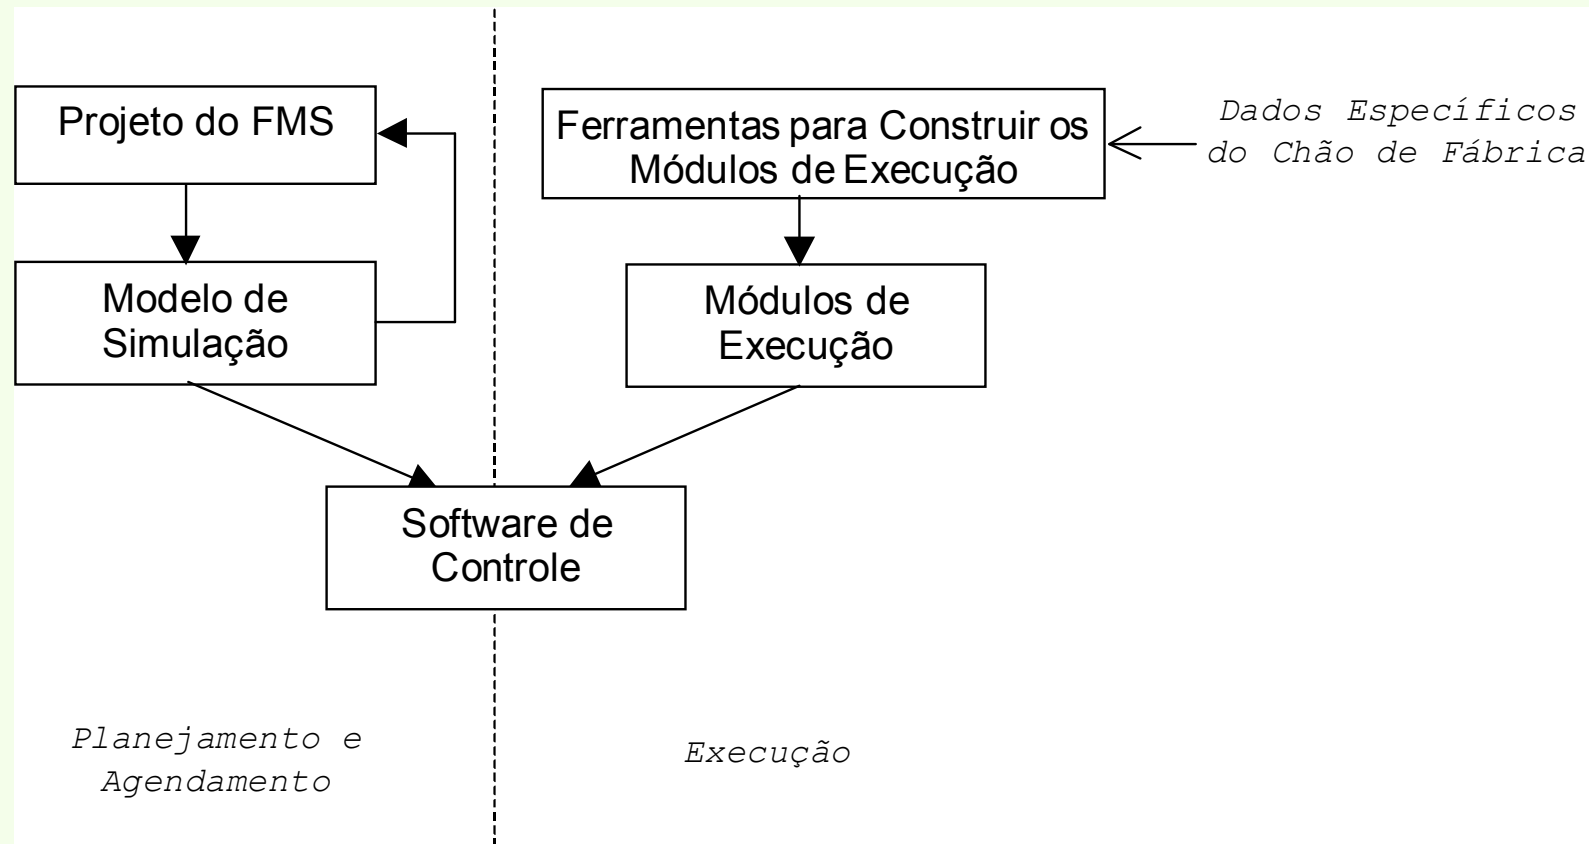 Projeto do FMS
Ferramentas para Construir os
Módulos de Execução
Dados Específicos
do Chão de Fábrica
Modelo de
Simulação
Módulos de
Execução
Software de
Controle
Planejamento e
Agendamento
Execução